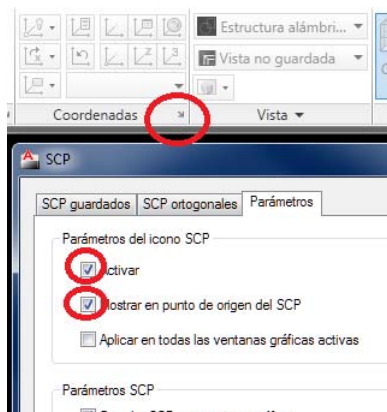 Estructura alámbri...
Vista no guardada
Coordenadas
Vista
SCP
SCP guardados
SCP ortogonales
Parámetros
Parámetros del icono SCP
Activar
Mostrar en punto de origen del SCP
Aplicar en todas las ventanas gráficas activas
Parámetros SCP